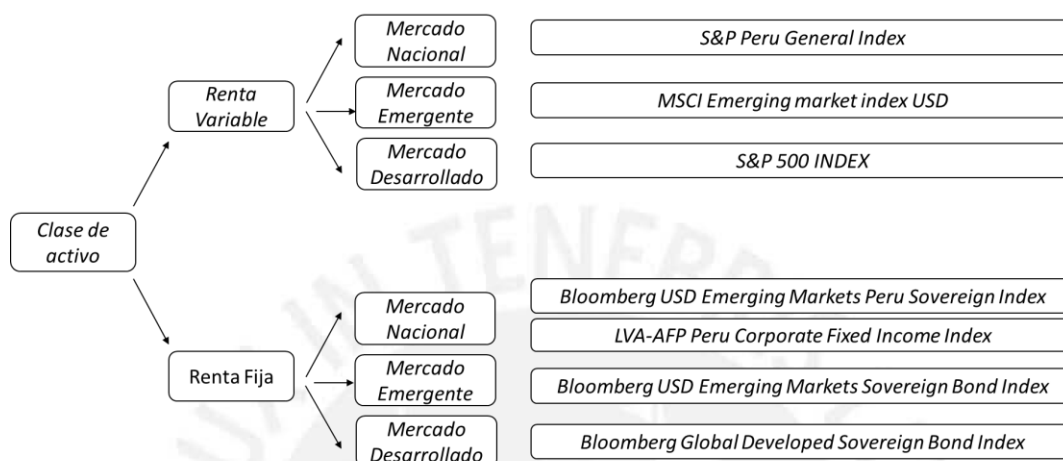 Clase de
activo
Renta
Variable
Mercado
Nacional
S&P Peru General Index
Mercado
Emergente
MSCI Emerging market index USD
Mercado
Desarrollado
S&P 500 INDEX
Renta Fija
Mercado
Nacional
Bloomberg USD Emerging Markets Peru Sovereign Index
LVA-AFP Peru Corporate Fixed Income Index
Mercado
Emergente
Bloomberg USD Emerging Markets Sovereign Bond Index
Mercado
Desarrollado
Bloomberg Global Developed Sovereign Bond Index
IN TENEBR